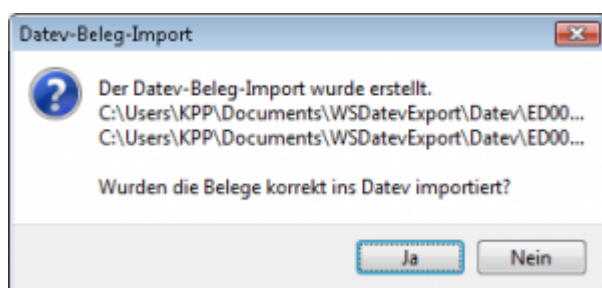 Datev-Beleg-Import
Der Datev-Beleg-Import wurde erstellt.
C:\Users\KPP\Documents\WSDatevExport\Datev\ED00...
C:\Users\KPP\Documents\WSDatevExport\Datev\ED00...
Wurden die Belege korrekt ins Datev importiert?
Ja
Nein